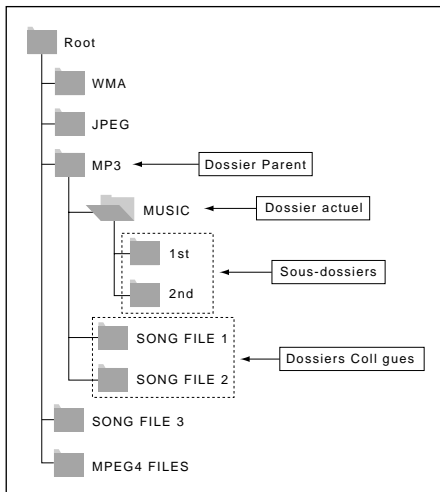 Root
WMA
JPEG
MP3
Dossier Parent
MUSIC
Dossier actuel
1st
Sous-dossiers
2nd
SONG FILE 1
Dossiers Coll gues
SONG FILE 2
SONG FILE 3
MPEG4 FILES